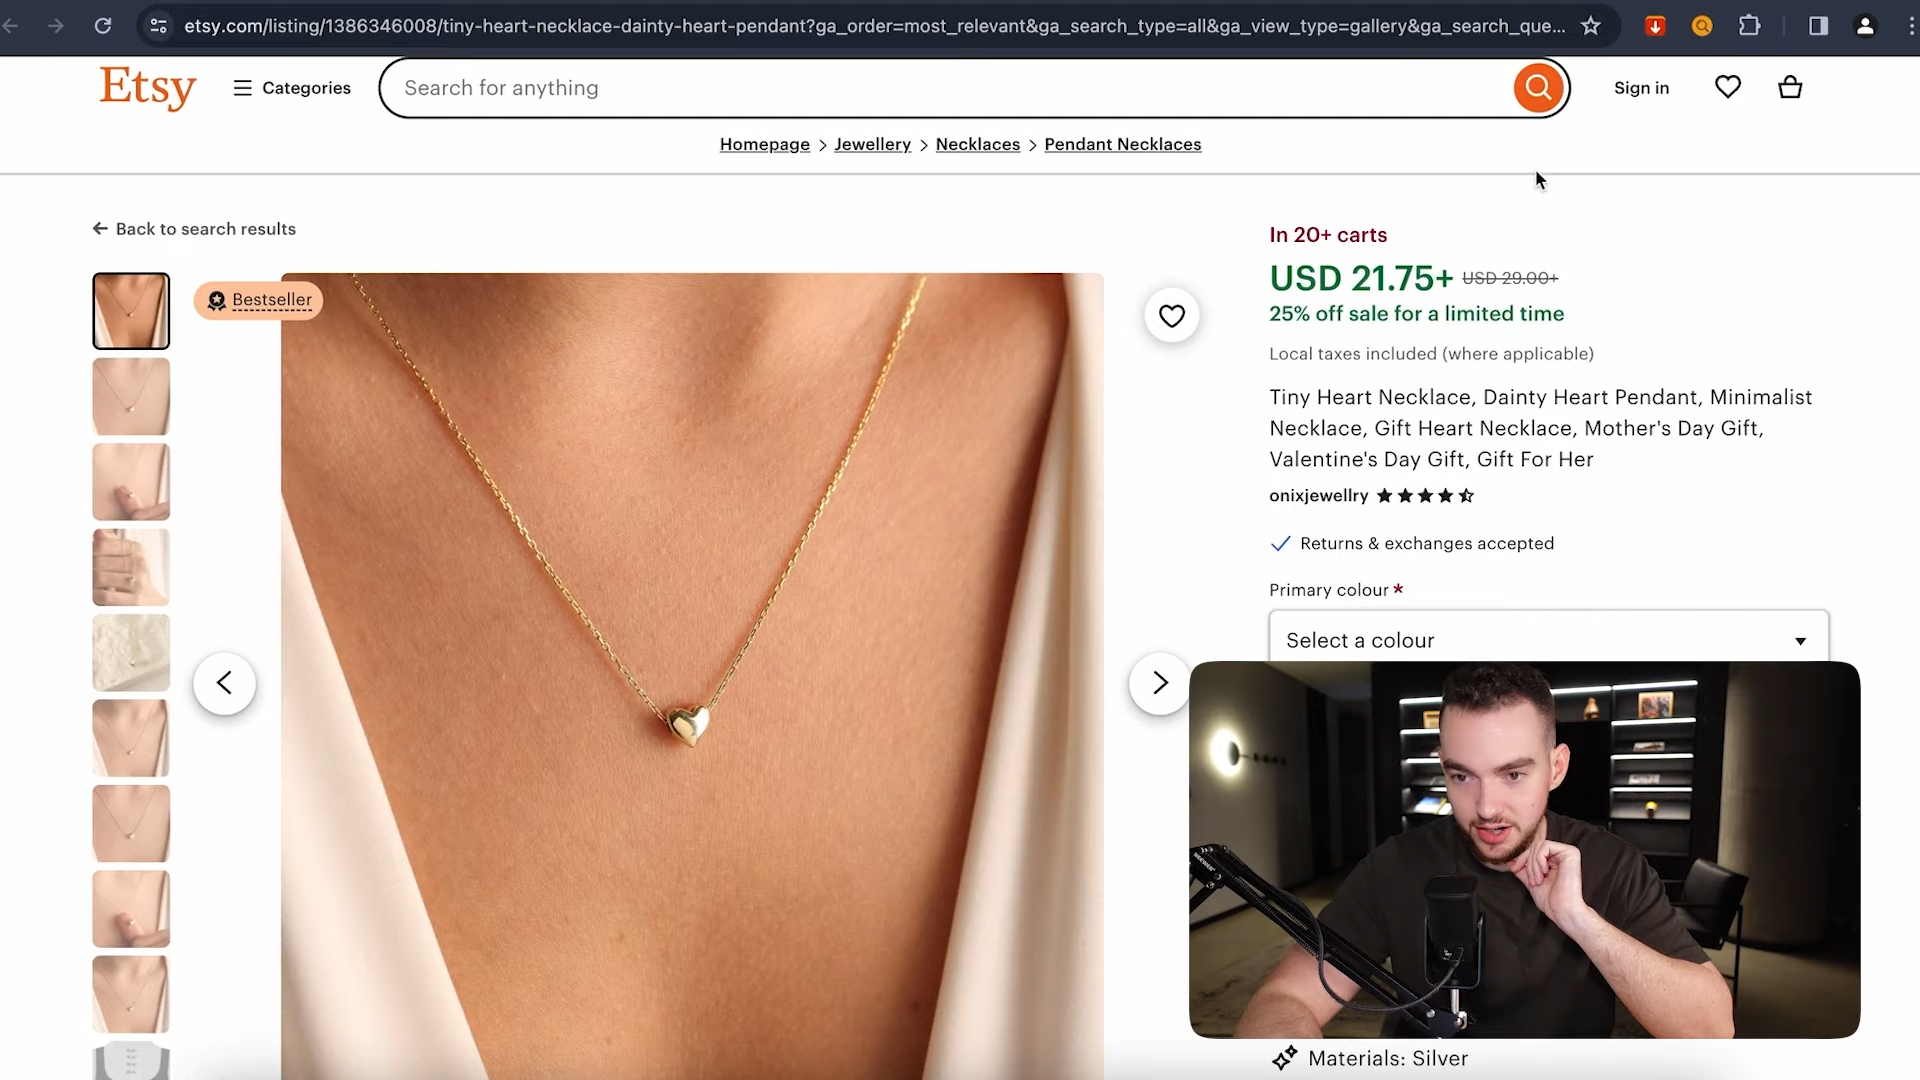 etsy.com/listing/1386346008/tiny-heart-necklace-dainty-heart-pendant?ga_order=most_relevant&ga_search_type=all&ga_view_type=gallery&ga_search_que...
Etsy
Categories
Search for anything
Sign in
Homepage > Jewellery > Necklaces > Pendant Necklaces
Back to search results
Bestseller
In 20+ carts
USD 21.75+ USD 29.00+
25% off sale for a limited time
Local taxes included (where applicable)
Tiny Heart Necklace, Dainty Heart Pendant, Minimalist
Necklace, Gift Heart Necklace, Mother's Day Gift,
Valentine's Day Gift, Gift For Her
onixjewellry
Returns & exchanges accepted
Primary colour *
Select a colour
Materials: Silver